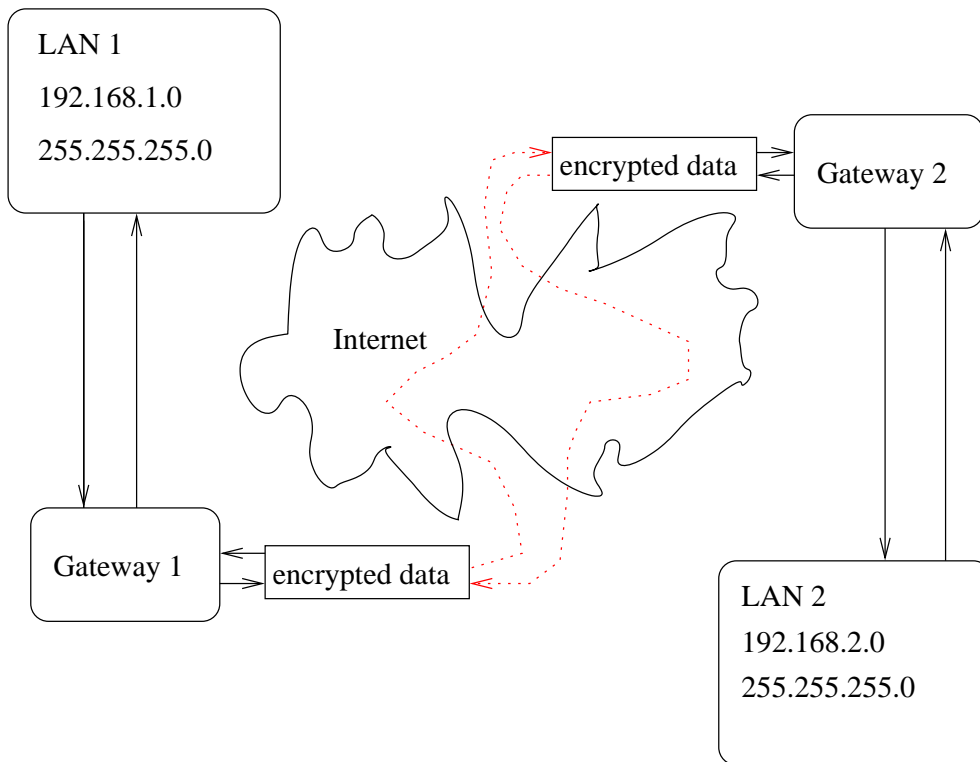 LAN 1
192.168.1.0
255.255.255.0
encrypted data
Gateway 2
Internet
Gateway 1
encrypted data
LAN 2
192.168.2.0
255.255.255.0